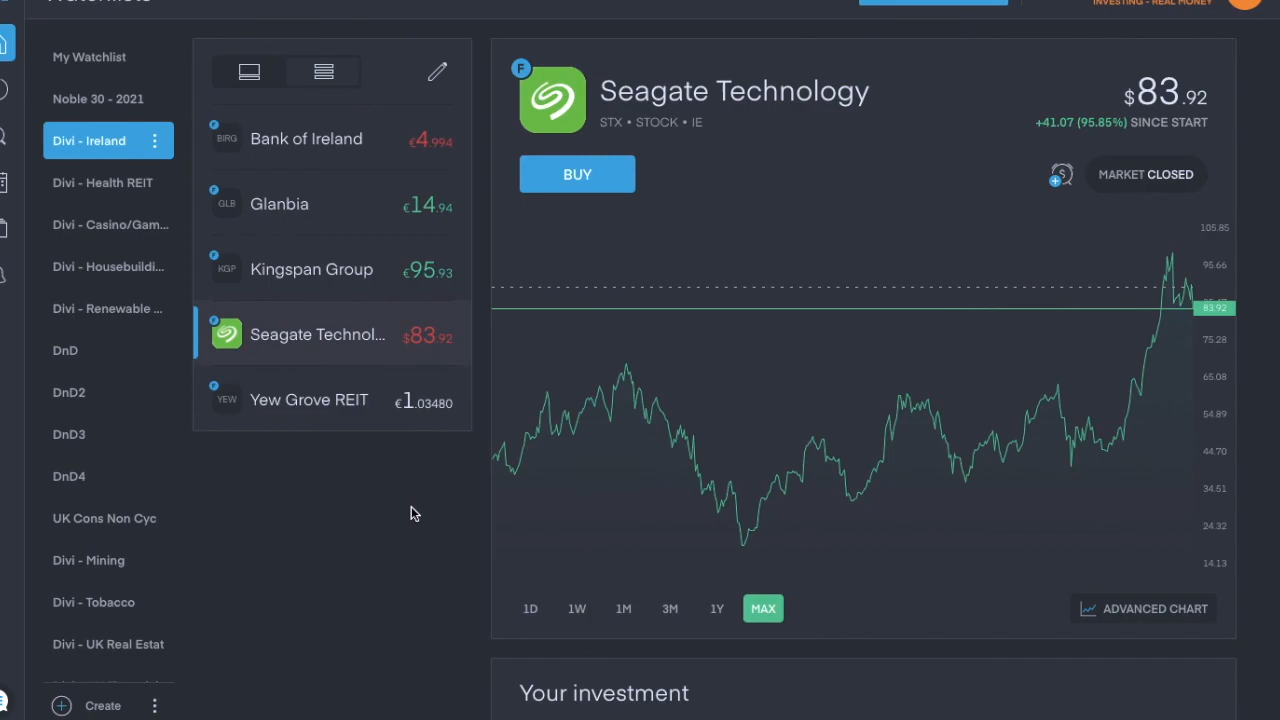 Watchlists
INVESTING - REAL MONEY
My Watchlist
Noble 30 - 2021
Divi - Ireland
Divi - Health REIT
Divi - Casino/Gam...
Divi - Housebuildi...
Divi - Renewable ...
DnD
DnD2
DnD3
DnD4
UK Cons Non Cyc
Divi - Mining
Divi - Tobacco
Divi - UK Real Estat
Create
F
BIRG
Bank of Ireland
€4.994
F
GLB
Glanbia
€14.94
F
KGP
Kingspan Group
€95.93
F
Seagate Technol...
$83.92
F
YEW
Yew Grove REIT
€1.03480
F
Seagate Technology
STX • STOCK • IE
$83.92
+41.07 (95.85%) SINCE START
BUY
MARKET CLOSED
105.85
95.66
83.92
75.28
65.08
54.89
44.70
34.51
24.32
14.13
1D
1W
1M
3M
1Y
MAX
ADVANCED CHART
Your investment